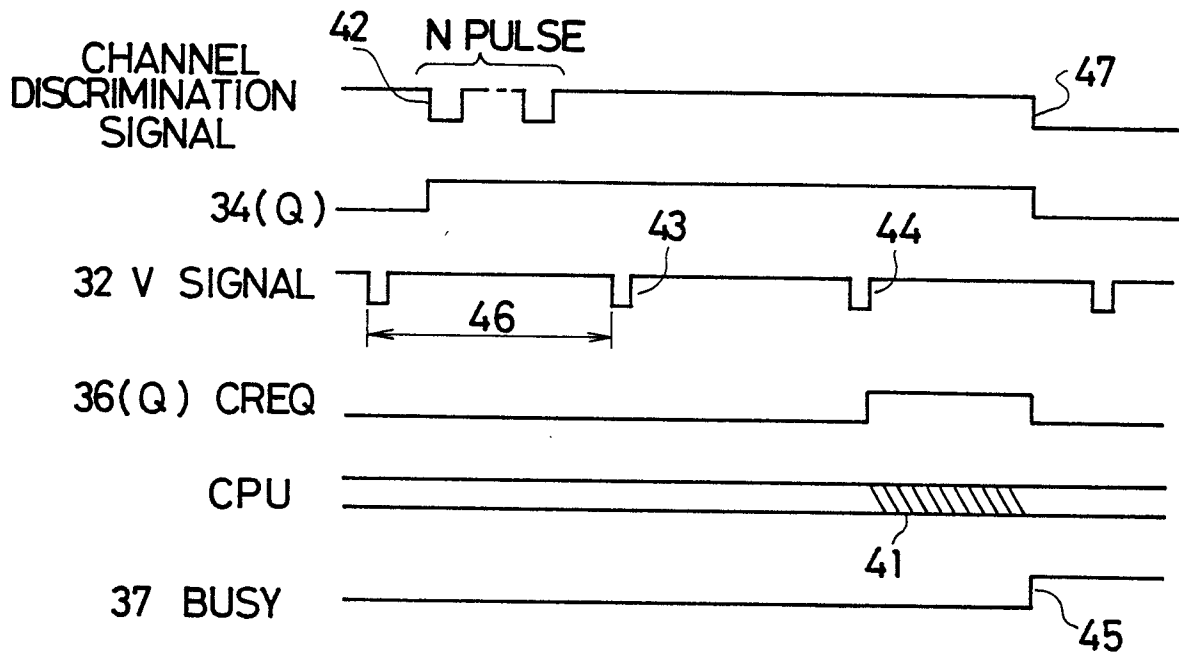 42 N PULSE
CHANNEL
DISCRIMINATION
SIGNAL
47
34(Q)
43
44
32 V SIGNAL
46
36(Q) CREQ
CPU
41
37 BUSY
45